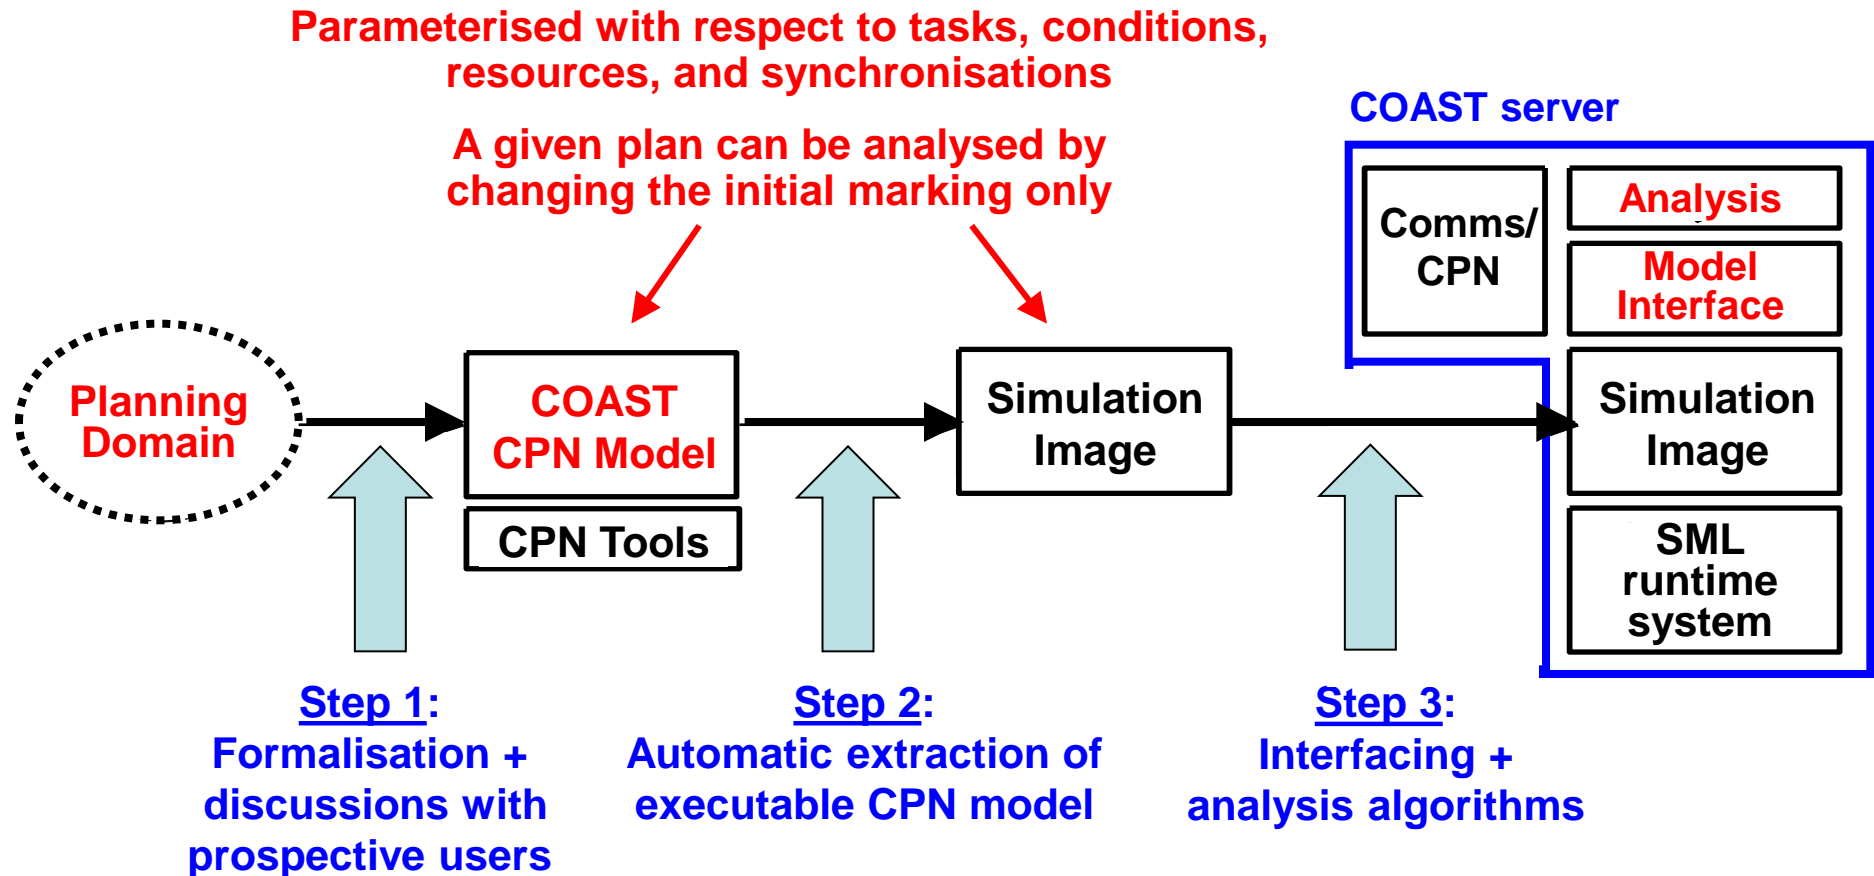 Parameterised with respect to tasks, conditions,
resources, and synchronisations
A given plan can be analysed by
changing the initial marking only
COAST server
Comms/
CPN
Analysis
Model
Interface
Planning
Domain
COAST
CPN Model
CPN Tools
Simulation
Image
Simulation
Image
SML
runtime
system
Step 1:
Formalisation +
discussions with
prospective users
Step 2:
Automatic extraction of
executable CPN model
Step 3:
Interfacing +
analysis algorithms